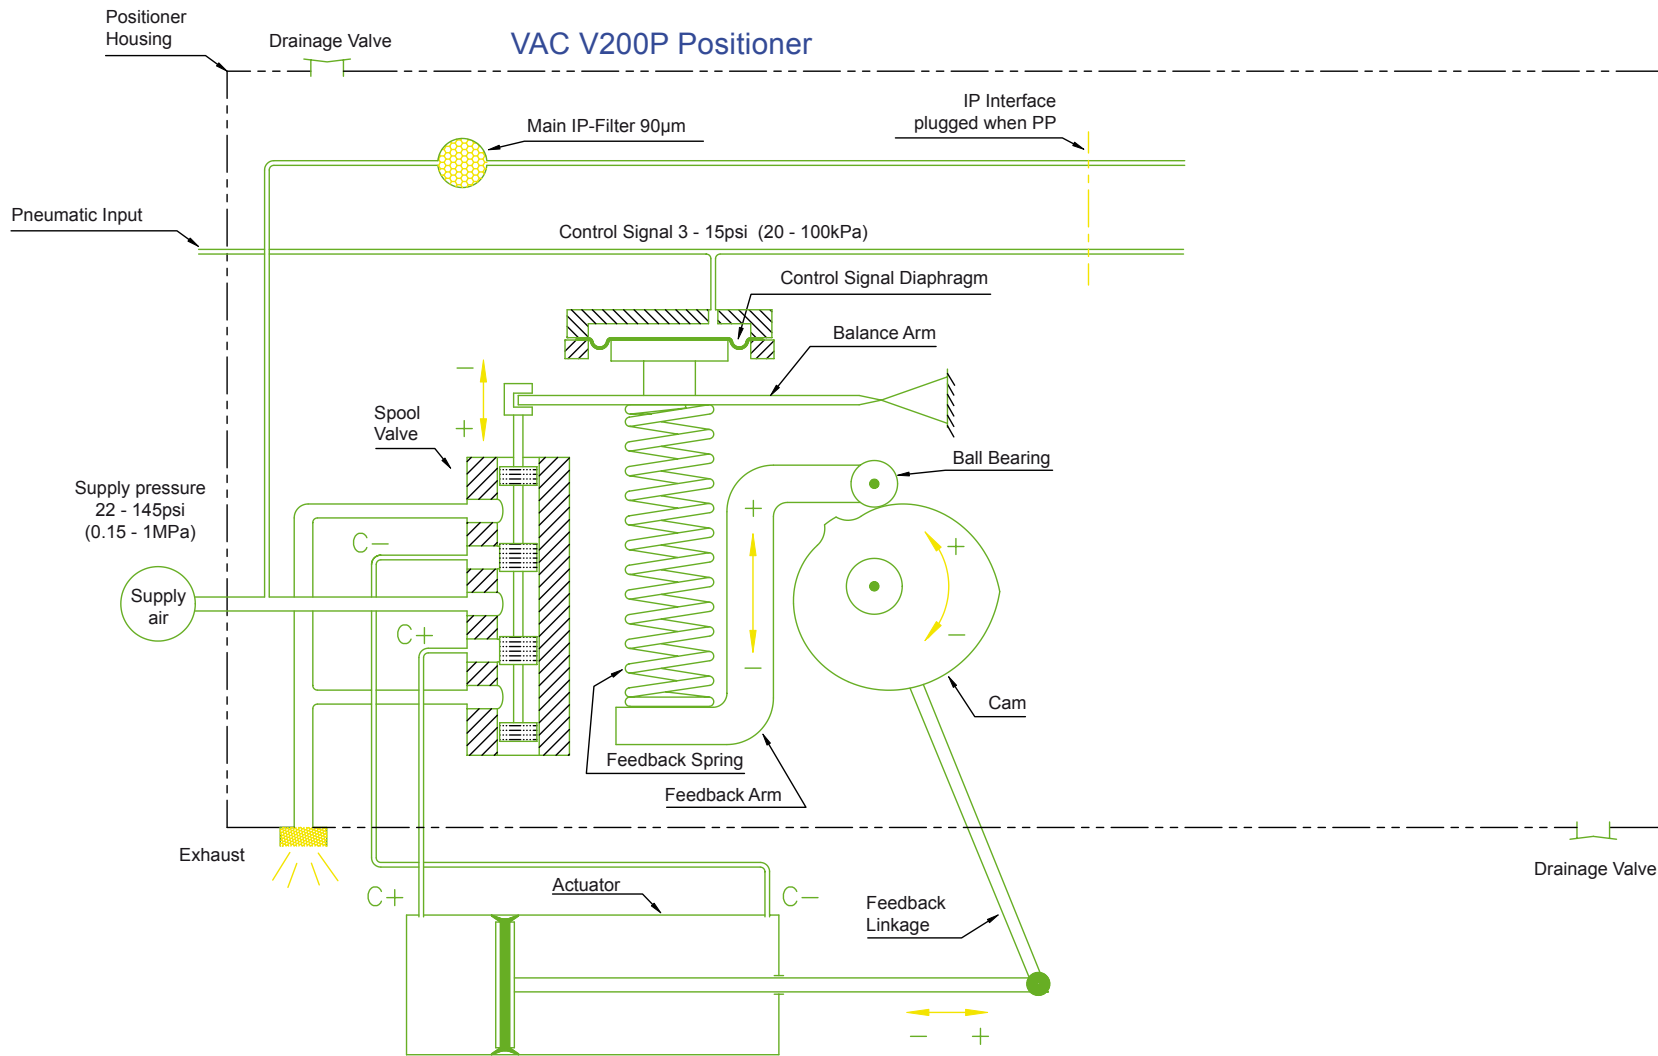 Positioner
Housing
Drainage Valve
VAC V200P Positioner
Main IP-Filter 90µm
IP Interface
plugged when PP
Pneumatic Input
Control Signal 3 - 15psi (20 - 100kPa)
Control Signal Diaphragm
Balance Arm
−
+
Spool
Valve
Ball Bearing
Supply pressure
22 - 145psi
(0.15 - 1MPa)
C−
+
+
Supply
air
C+
−
−
Cam
Feedback Spring
Feedback Arm
Exhaust
Drainage Valve
C+
Actuator
C−
Feedback
Linkage
− +